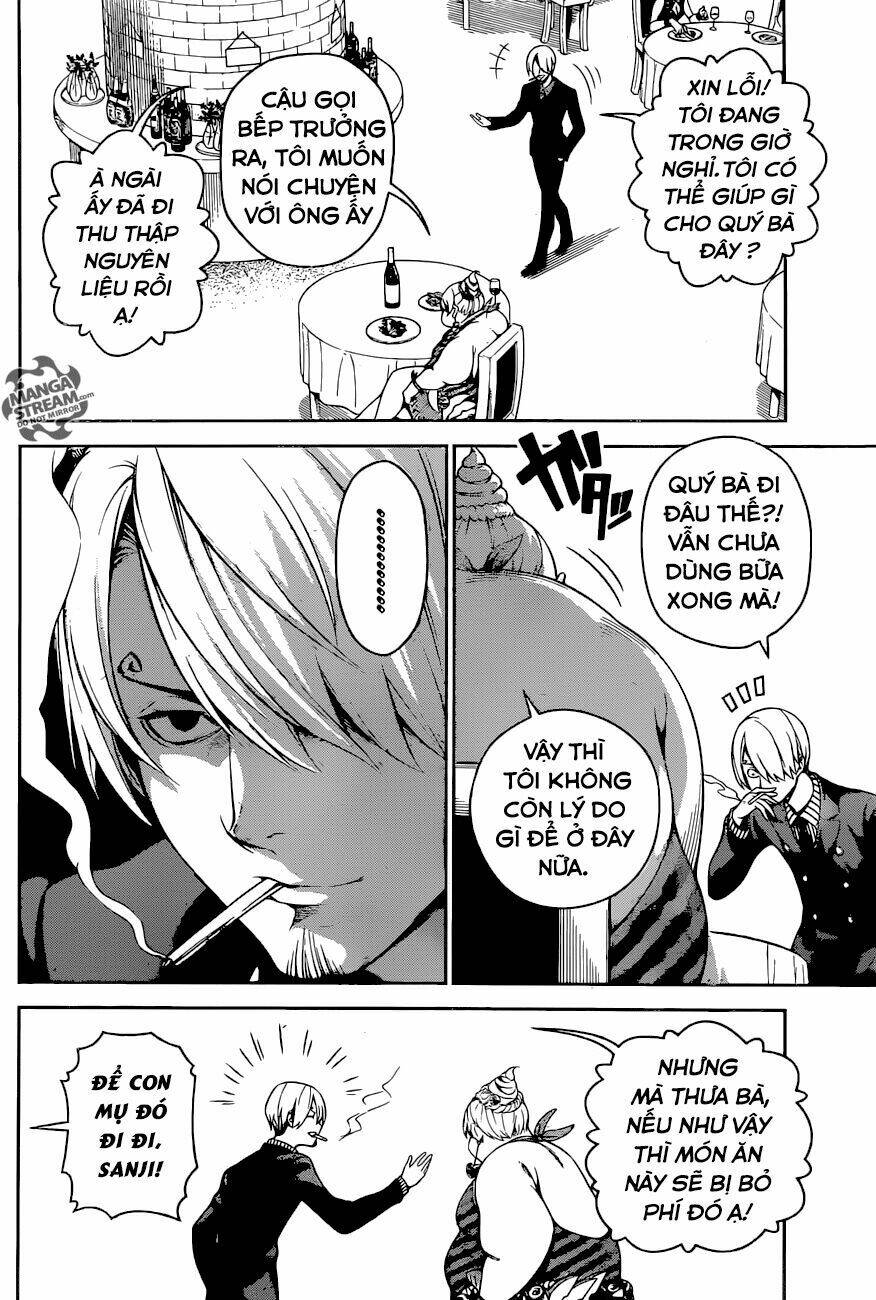 XIN LỖI!
TÔI ĐANG
TRONG GIỜ
NGHỈ. TÔI CÓ
THỂ GIÚP GÌ
CHO QUÝ BÀ
ĐÂY ?
CẬU GỌI
BẾP TRƯỞNG
RA, TÔI MUỐN
NÓI CHUYỆN
VỚI ÔNG ẤY
À NGÀI
ẤY ĐÃ ĐI
THU THẬP
NGUYÊN
LIỆU RỒI
Ạ!
MANGA
STREAM.com
DO NOT MIRROR
QUÝ BÀ ĐI
ĐÂU THẾ?!
VẪN CHƯA
DÙNG BỮA
XONG MÀ!
ガタ!!
VẬY THÌ
TÔI KHÔNG
CÒN LÝ DO
GÌ ĐỂ Ở ĐÂY
NỮA.
............
NHƯNG
MÀ THƯA BÀ,
NẾU NHƯ VẬY
THÌ MÓN ĂN
NÀY SẼ BỊ BỎ
PHÍ ĐÓ Ạ!
ĐỂ CON
MỤ ĐÓ
ĐI ĐI,
SANJI!